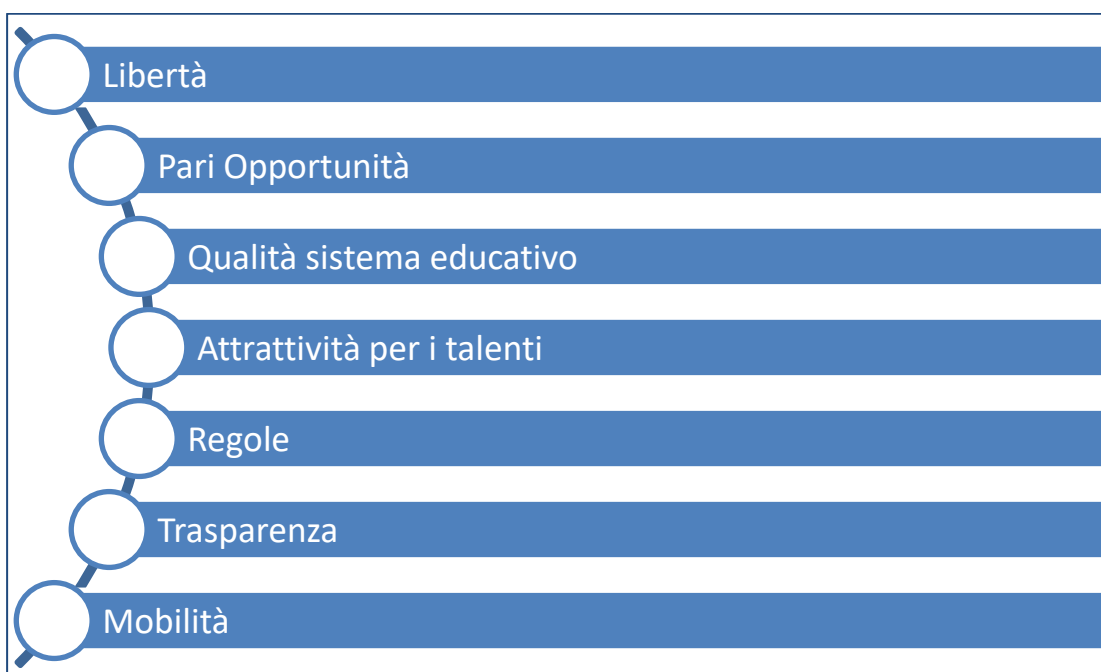 Libertà
Pari Opportunità
Qualità sistema educativo
Attrattività per i talenti
Regole
Trasparenza
Mobilità